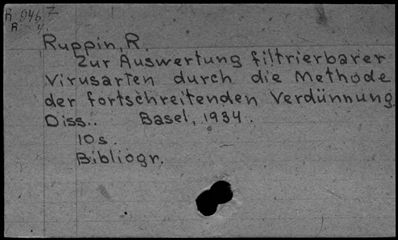 Ruppin, R.
Zur Auswertung filtrierbarer
Virusarten durch die Methode
der fortschreitenden Verdünnung
Diss.. Basel, 1934.
10 s.
Bibliogr.